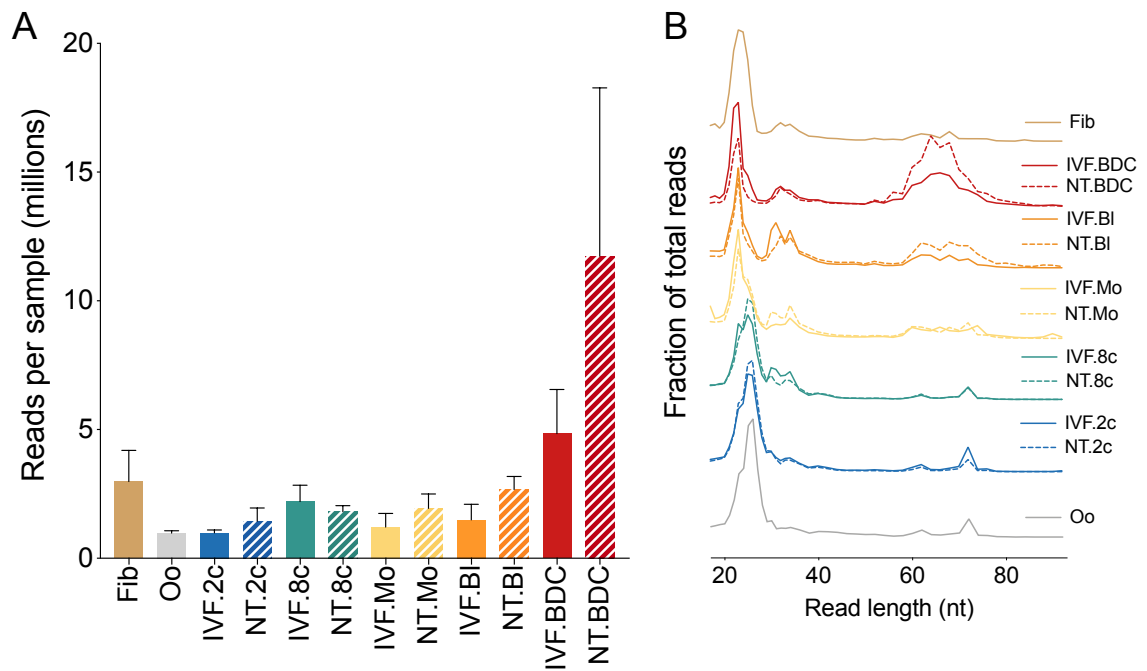 A
Reads per sample (millions)
20
15
10
5
0
Fib
Oo
IVF.2c
NT.2c
IVF.8c
NT.8c
IVF.Mo
NT.Mo
IVF.Bl
NT.Bl
IVF.BDC
NT.BDC
B
Fraction of total reads
Fib
IVF.BDC
NT.BDC
IVF.Bl
NT.Bl
IVF.Mo
NT.Mo
IVF.8c
NT.8c
IVF.2c
NT.2c
Oo
20 40 60 80
Read length (nt)